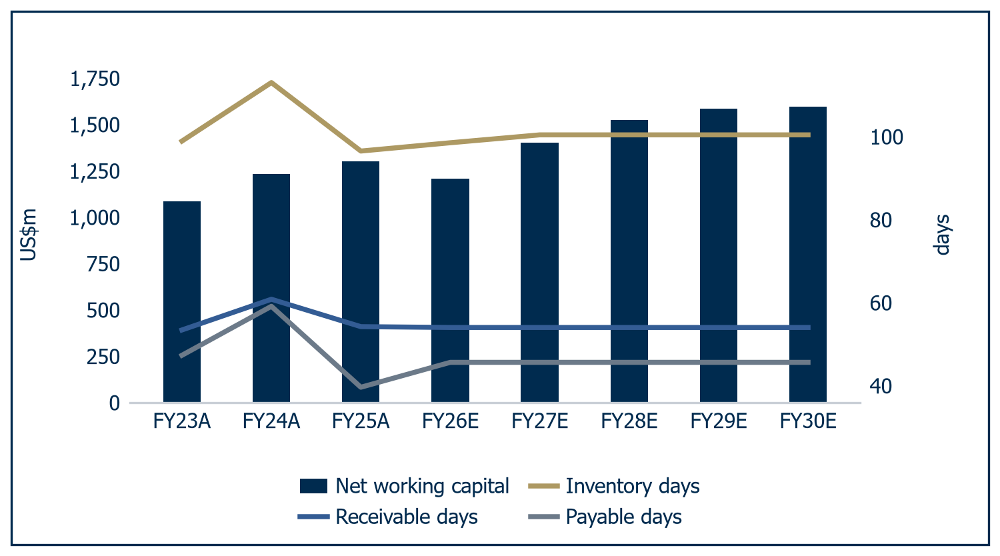 1,750
1,500
1,250
1,000
750
500
250
0
US$m
100
80
60
40
days
FY23A FY24A FY25A FY26E FY27E FY28E FY29E FY30E
Net working capital Inventory days
Receivable days Payable days